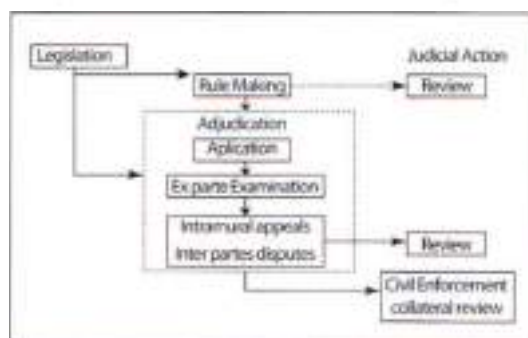 Legislation
Judicial Action
Rule Making
Review
Adjudication
Aplication
Ex parte Examination
Intramural appeals
Inter partes disputes
Review
Civil Enforcement
collateral review